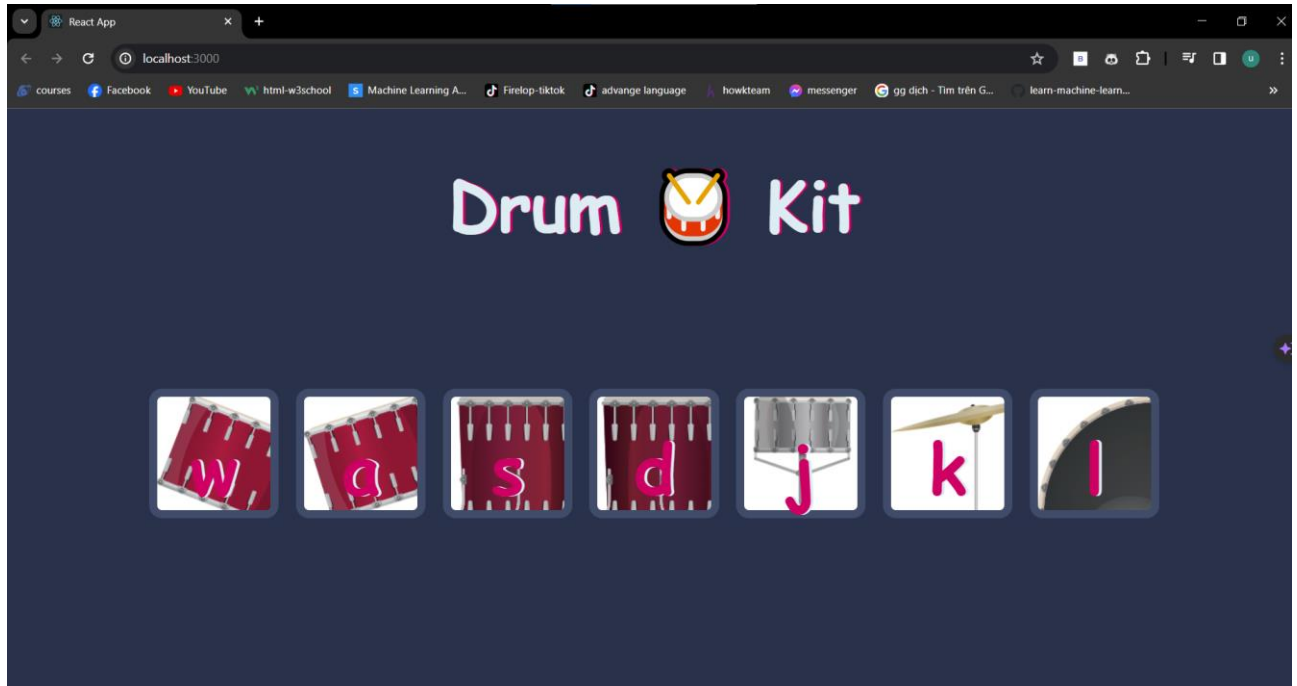 React App
localhost:3000
courses Facebook YouTube html-w3school Machine Learning A... Firelop-tiktok advange language howkteam messenger gg dịch - Tìm trên G... learn-machine-learn...
Drum 🥁 Kit
w a s d j k l